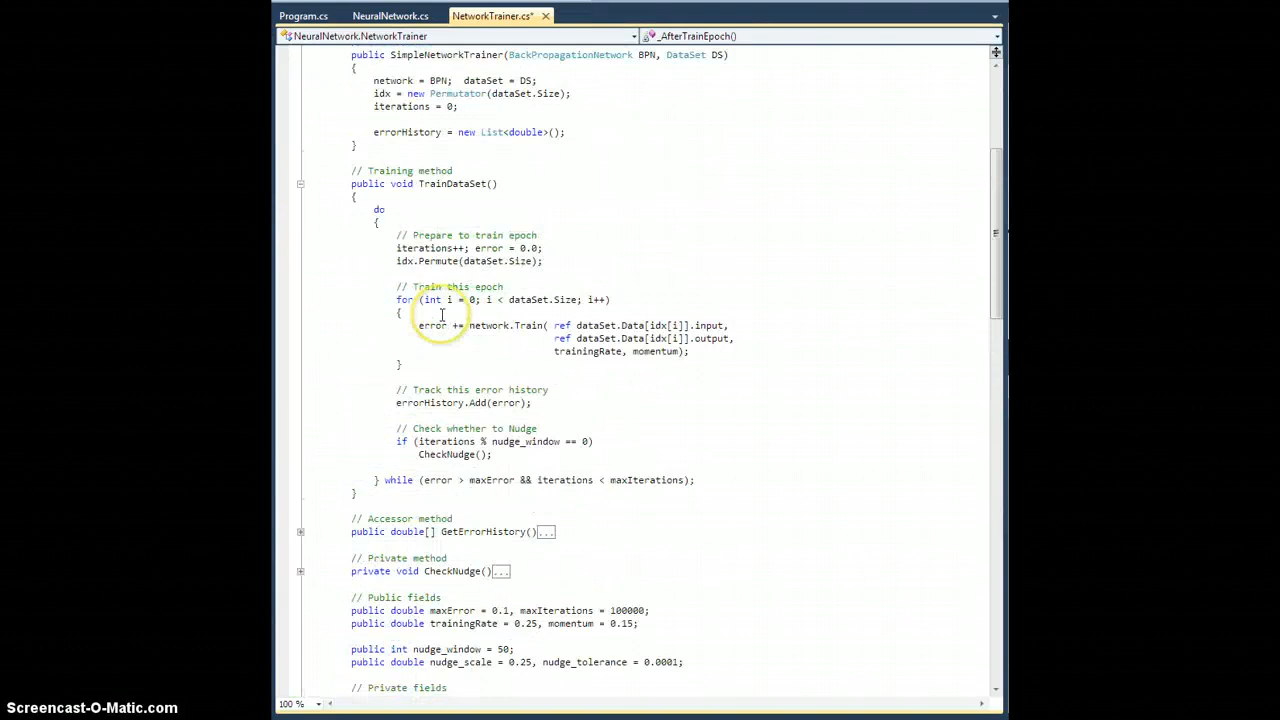 Program.cs NeuralNetwork.cs NetworkTrainer.cs*
NeuralNetwork.NetworkTrainer _AfterTrainEpoch()
public SimpleNetworkTrainer(BackPropagationNetwork BPN, DataSet DS)
{
network = BPN; dataSet = DS;
idx = new Permutator(dataSet.Size);
iterations = 0;
errorHistory = new List<double>();
}
// Training method
public void TrainDataSet()
{
do
{
// Prepare to train epoch
iterations++; error = 0.0;
idx.Permute(dataSet.Size);
// Train this epoch
for (int i = 0; i < dataSet.Size; i++)
{
error += network.Train( ref dataSet.Data[idx[i]].input,
ref dataSet.Data[idx[i]].output,
trainingRate, momentum);
}
// Track this error history
errorHistory.Add(error);
// Check whether to Nudge
if (iterations % nudge_window == 0)
CheckNudge();
} while (error > maxError && iterations < maxIterations);
}
// Accessor method
public double[] GetErrorHistory()...
// Private method
private void CheckNudge()...
// Public fields
public double maxError = 0.1, maxIterations = 100000;
public double trainingRate = 0.25, momentum = 0.15;
public int nudge_window = 50;
public double nudge_scale = 0.25, nudge_tolerance = 0.0001;
// Private fields
100 %
Screencast-O-Matic.com